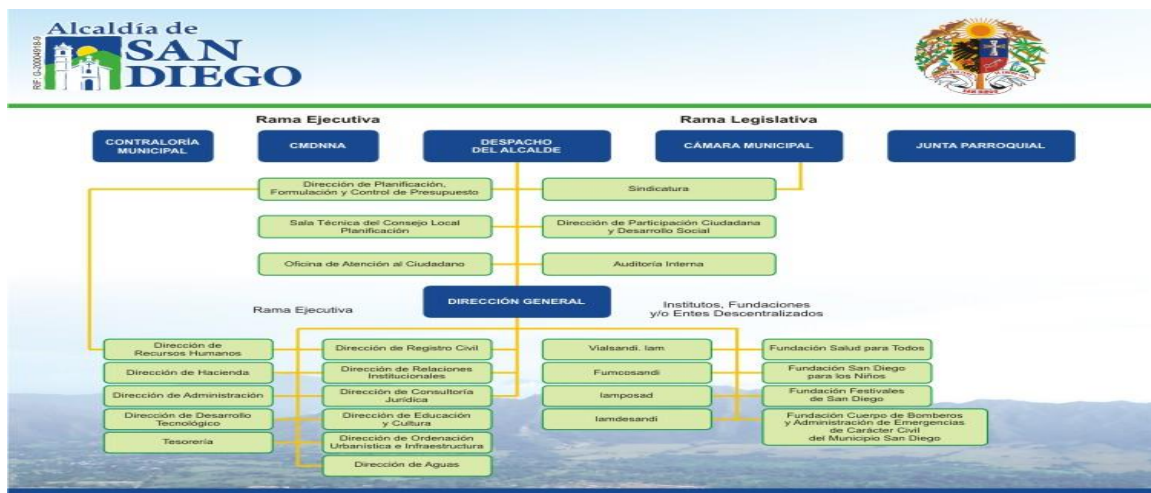 Alcaldía de
SAN
DIEGO
RIF: G-20004918-9
SAN DIEGO
Rama Ejecutiva
Rama Legislativa
CONTRALORÍA
MUNICIPAL
CMDNNA
DESPACHO
DEL ALCALDE
CÁMARA MUNICIPAL
JUNTA PARROQUIAL
Dirección de Planificación,
Formulación y Control de Presupuesto
Sindicatura
Sala Técnica del Consejo Local
Planificación
Dirección de Participación Ciudadana
y Desarrollo Social
Oficina de Atención al Ciudadano
Auditoría Interna
DIRECCIÓN GENERAL
Rama Ejecutiva
Institutos, Fundaciones
y/o Entes Descentralizados
Dirección de
Recursos Humanos
Dirección de Registro Civil
Vialsandi. Iam
Fundación Salud para Todos
Dirección de Hacienda
Dirección de Relaciones
Institucionales
Fumcosandi
Fundación San Diego
para los Niños
Dirección de Administración
Dirección de Consultoría
Jurídica
Iamposad
Fundación Festivales
de San Diego
Dirección de Desarrollo
Tecnológico
Dirección de Educación
y Cultura
Iamdesandi
Fundación Cuerpo de Bomberos
y Administración de Emergencias
de Carácter Civil
del Municipio San Diego
Tesorería
Dirección de Ordenación
Urbanística e Infraestructura
Dirección de Aguas